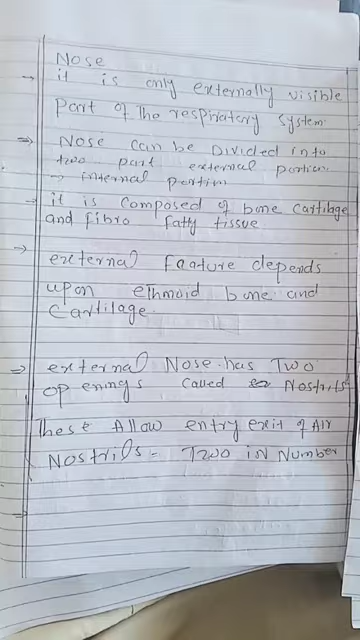 Nose
→ it is only externally visible
Part of The respiratory system.
→ Nose can be Divided into
two part external portion
→ internal portion
→ it is composed of bone cartilage
and fibro fatty tissue
→ external faature depends
upon ethmoid bone and
Cartilage.
→ external Nose has Two
openings called Nostrils
These Allow entry exit of Air
Nostrils = Two in Number
→